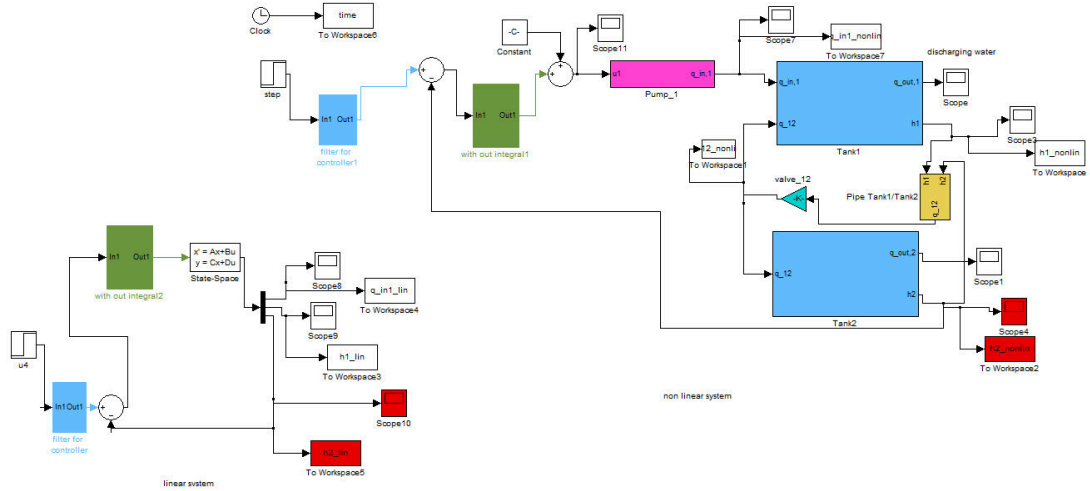 time
Clock
To Workspace6
step
In1 Out1
filter for
controller1
+
−
In1
Out1
with out integral1
-C-
Constant
+
+
Scope11
u1
q_in,1
Pump_1
Scope7
q_in1_nonlin
To Workspace7
discharging water
q_in,1
q_out,1
q_12
h1
Tank1
Scope
Scope3
h1_nonlin
To Workspace
12_nonli
To Workspace1
valve_12
-K-
h1
h2
q_12
Pipe Tank1/Tank2
q_12
q_out,2
h2
Tank2
Scope1
Scope4
h2_nonlin
To Workspace2
non linear system
In1
Out1
with out integral2
x' = Ax+Bu
y = Cx+Du
State-Space
Scope8
q_in1_lin
To Workspace4
Scope9
h1_lin
To Workspace3
u4
In1Out1
filter for
controller
+
−
Scope10
h2_lin
To Workspace5
linear system